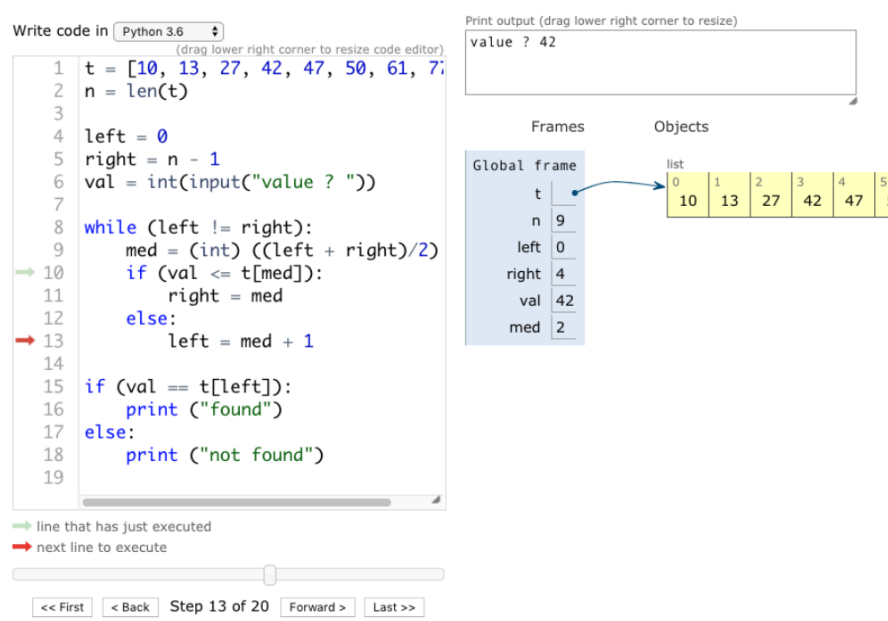 Write code in Python 3.6
(drag lower right corner to resize code editor)
1 t = [10, 13, 27, 42, 47, 50, 61, 77
2 n = len(t)
3
4 left = 0
5 right = n - 1
6 val = int(input("value ? "))
7
8 while (left != right):
9     med = (int) ((left + right)/2)
10     if (val <= t[med]):
11         right = med
12     else:
13         left = med + 1
14
15 if (val == t[left]):
16     print ("found")
17 else:
18     print ("not found")
19
line that has just executed
next line to execute
<< First < Back Step 13 of 20 Forward > Last >>
Print output (drag lower right corner to resize)
value ? 42
Frames Objects
Global frame
t
n 9
left 0
right 4
val 42
med 2
list
0 1 2 3 4 5
10 13 27 42 47